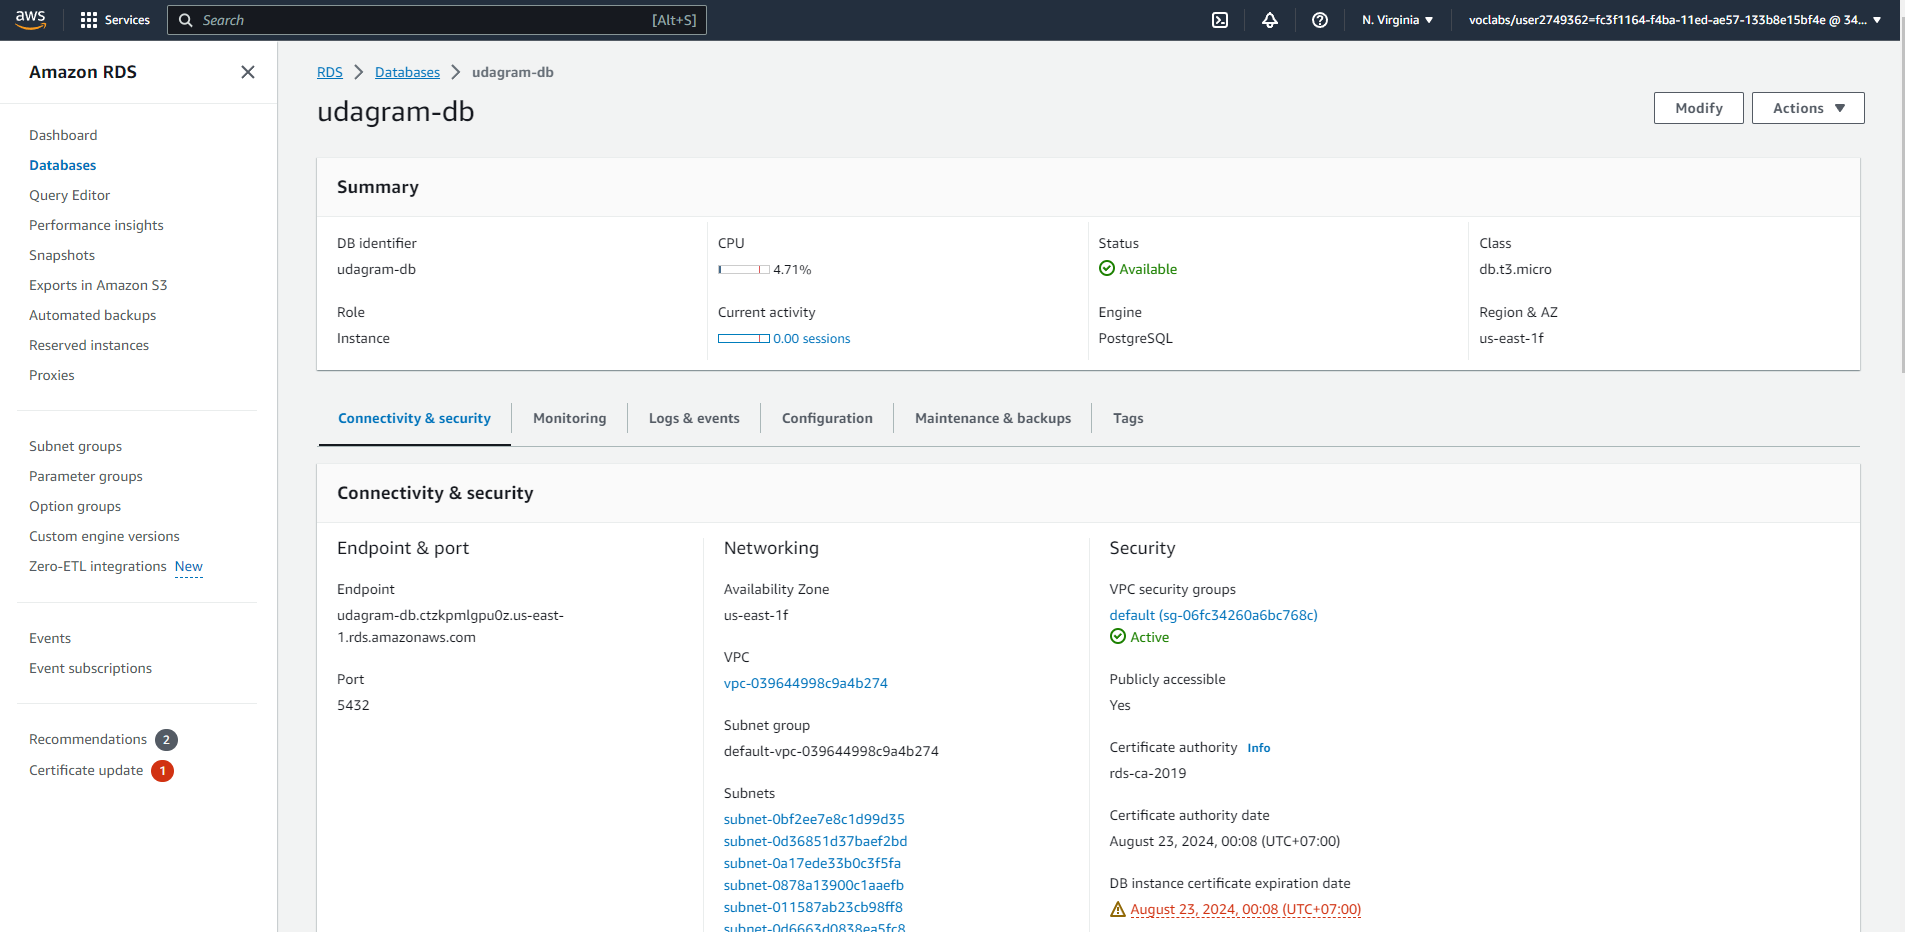 aws
Services
Search
[Alt+S]
N. Virginia
voclabs/user2749362=fc3f1164-f4ba-11ed-ae57-133b8e15bf4e @ 34...
Amazon RDS
Dashboard
Databases
Query Editor
Performance insights
Snapshots
Exports in Amazon S3
Automated backups
Reserved instances
Proxies
Subnet groups
Parameter groups
Option groups
Custom engine versions
Zero-ETL integrations New
Events
Event subscriptions
Recommendations 2
Certificate update 1
RDS > Databases > udagram-db
udagram-db
Modify
Actions
Summary
DB identifier
udagram-db
CPU
4.71%
Status
Available
Class
db.t3.micro
Role
Instance
Current activity
0.00 sessions
Engine
PostgreSQL
Region & AZ
us-east-1f
Connectivity & security
Monitoring
Logs & events
Configuration
Maintenance & backups
Tags
Connectivity & security
Endpoint & port
Endpoint
udagram-db.ctzkpmlgpu0z.us-east-
1.rds.amazonaws.com
Port
5432
Networking
Availability Zone
us-east-1f
VPC
vpc-039644998c9a4b274
Subnet group
default-vpc-039644998c9a4b274
Subnets
subnet-0bf2ee7e8c1d99d35
subnet-0d36851d37baef2bd
subnet-0a17ede33b0c3f5fa
subnet-0878a13900c1aaefb
subnet-011587ab23cb98ff8
subnet-0d6663d0838ea5fc8
Security
VPC security groups
default (sg-06fc34260a6bc768c)
Active
Publicly accessible
Yes
Certificate authority Info
rds-ca-2019
Certificate authority date
August 23, 2024, 00:08 (UTC+07:00)
DB instance certificate expiration date
August 23, 2024, 00:08 (UTC+07:00)